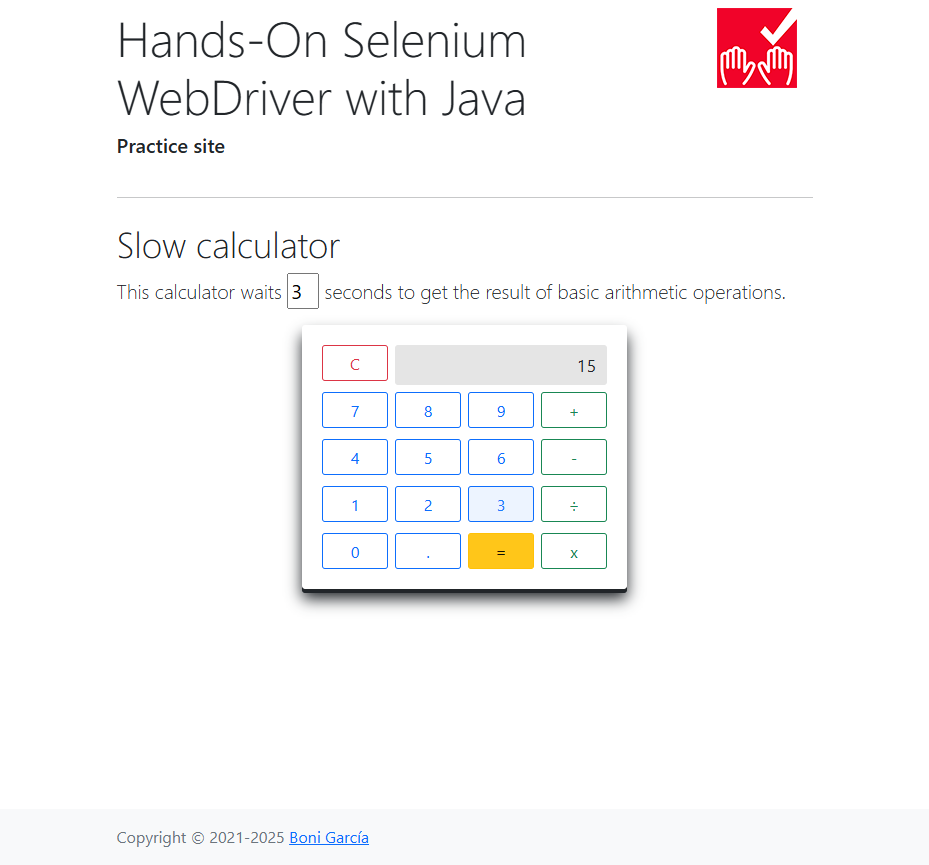 Hands-On Selenium
WebDriver with Java
Practice site
Slow calculator
This calculator waits 3 seconds to get the result of basic arithmetic operations.
C 15
7 8 9 +
4 5 6 -
1 2 3 ÷
0 . = x
Copyright © 2021-2025 Boni García